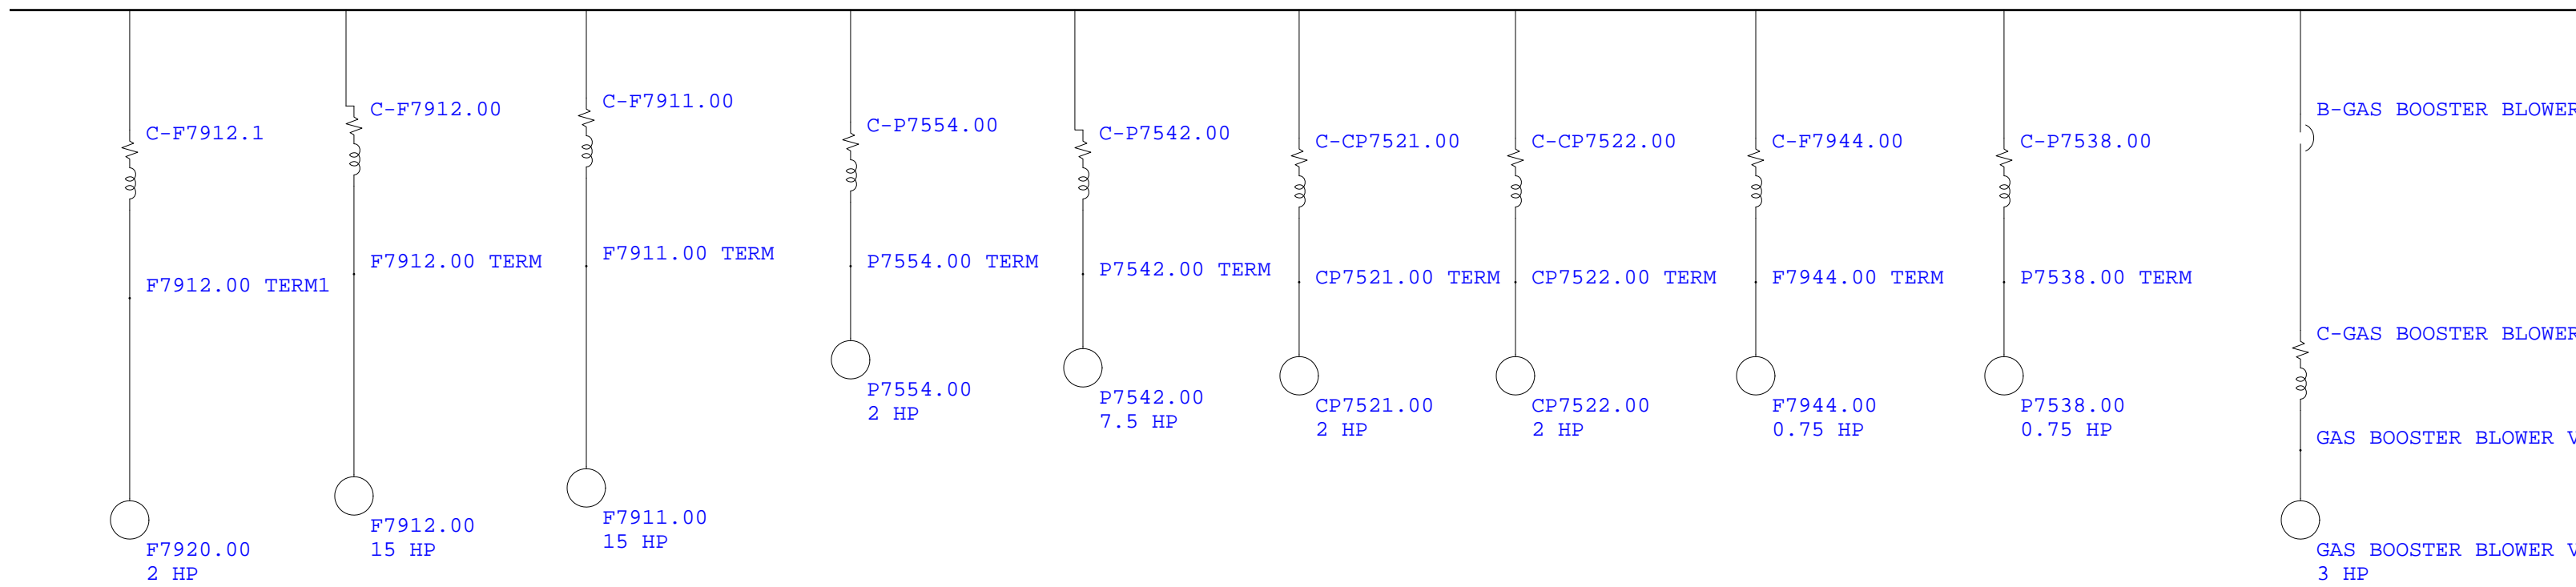 C-F7912.1
F7912.00 TERM1
F7920.00
2 HP
C-F7912.00
F7912.00 TERM
F7912.00
15 HP
C-F7911.00
F7911.00 TERM
F7911.00
15 HP
C-P7554.00
P7554.00 TERM
P7554.00
2 HP
C-P7542.00
P7542.00 TERM
P7542.00
7.5 HP
C-CP7521.00
CP7521.00 TERM
CP7521.00
2 HP
C-CP7522.00
CP7522.00 TERM
CP7522.00
2 HP
C-F7944.00
F7944.00 TERM
F7944.00
0.75 HP
C-P7538.00
P7538.00 TERM
P7538.00
0.75 HP
B-GAS BOOSTER BLOWER
C-GAS BOOSTER BLOWER
GAS BOOSTER BLOWER V
GAS BOOSTER BLOWER V
3 HP